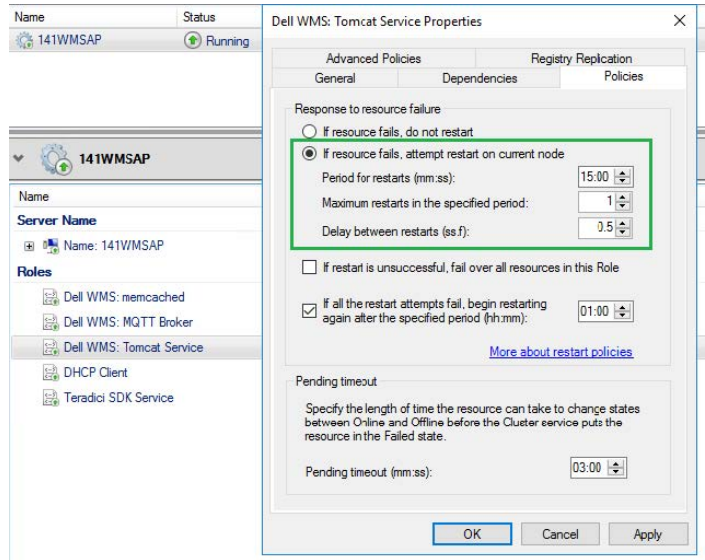 Name Status
141WMSAP Running
141WMSAP
Name
Server Name
Name: 141WMSAP
Roles
Dell WMS: memcached
Dell WMS: MQTT Broker
Dell WMS: Tomcat Service
DHCP Client
Teradici SDK Service
Dell WMS: Tomcat Service Properties
Advanced Policies Registry Replication
General Dependencies Policies
Response to resource failure
If resource fails, do not restart
If resource fails, attempt restart on current node
Period for restarts (mm:ss): 15:00
Maximum restarts in the specified period: 1
Delay between restarts (ss.f): 0.5
If restart is unsuccessful, fail over all resources in this Role
If all the restart attempts fail, begin restarting
again after the specified period (hh:mm): 01:00
More about restart policies
Pending timeout
Specify the length of time the resource can take to change states
between Online and Offline before the Cluster service puts the
resource in the Failed state.
Pending timeout (mm:ss): 03:00
OK Cancel Apply